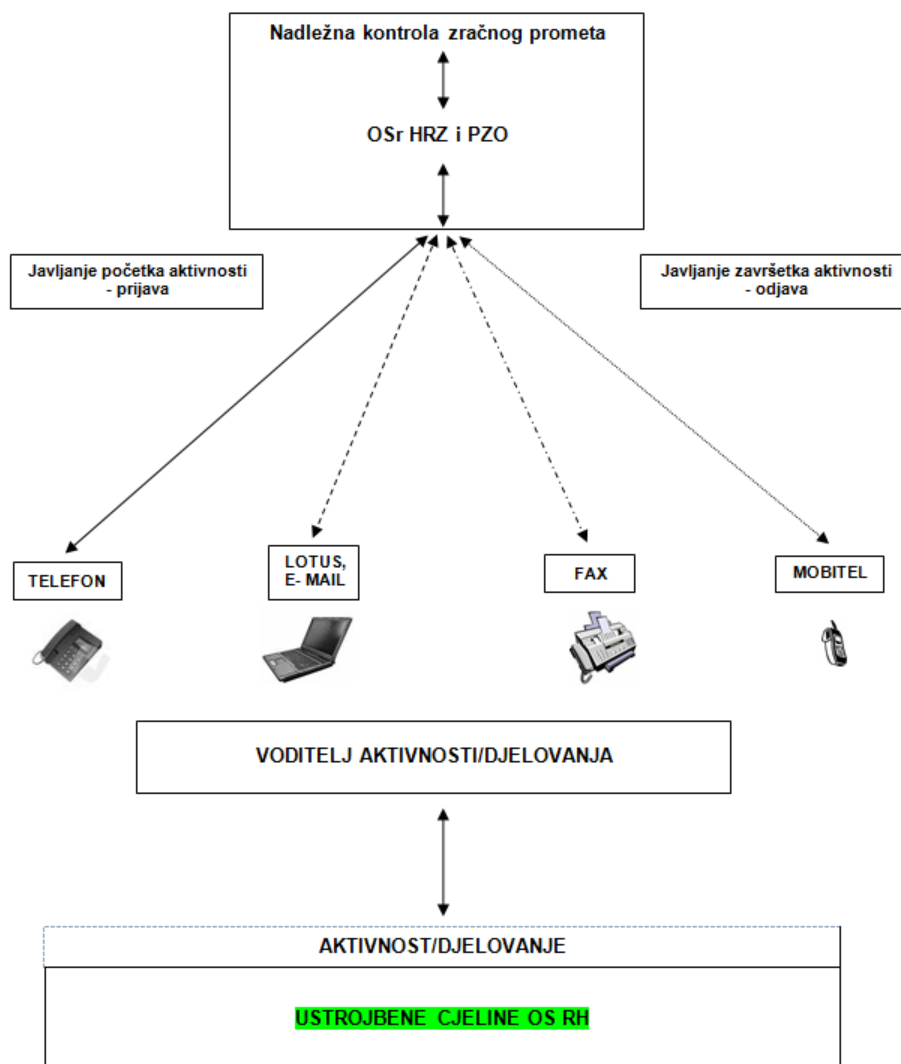 Nadležna kontrola zračnog prometa
OSr HRZ i PZO
Javljanje početka aktivnosti
- prijava
Javljanje završetka aktivnosti
- odjava
TELEFON
LOTUS,
E- MAIL
FAX
MOBITEL
VODITELJ AKTIVNOSTI/DJELOVANJA
AKTIVNOST/DJELOVANJE
USTROJBENE CJELINE OS RH